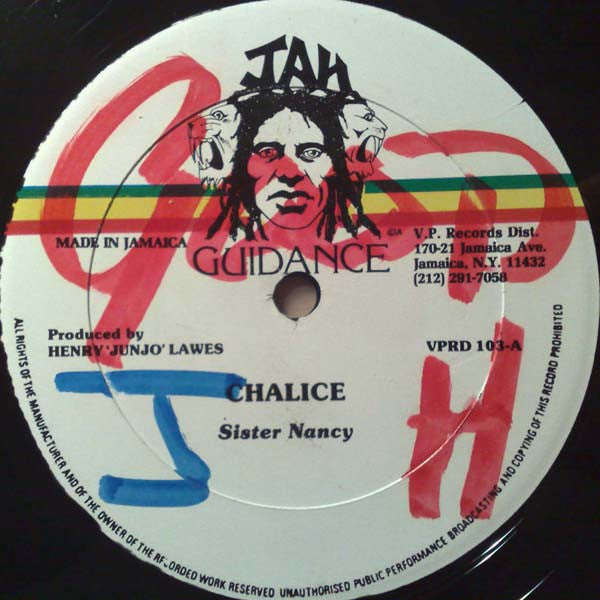 JAH
GUIDANCE
MADE IN JAMAICA
V.P. Records Dist.
170-21 Jamaica Ave.
Jamaica, N.Y. 11432
(212) 291-7058
Produced by
HENRY 'JUNJO' LAWES
VPRD 103-A
CHALICE
Sister Nancy
J
H
ALL RIGHTS OF THE MANUFACTURER AND OF THE OWNER OF THE RECORDED WORK RESERVED UNAUTHORISED PUBLIC PERFORMANCE BROADCASTING AND COPYING OF THIS RECORD PROHIBITED